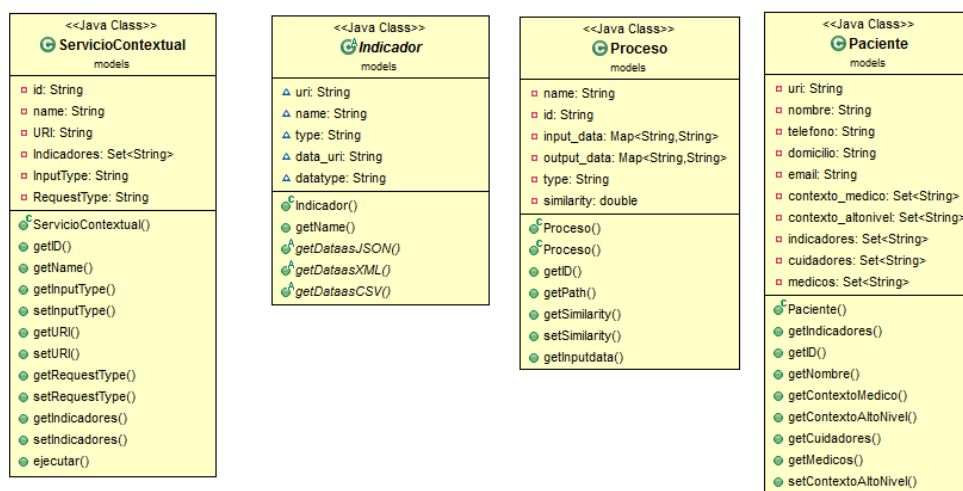 <<Java Class>>
ServicioContextual
models
id: String
name: String
URI: String
Indicadores: Set<String>
InputType: String
RequestType: String
ServicioContextual()
getID()
getName()
getInputType()
setInputType()
getURI()
setURI()
getRequestType()
setRequestType()
getIndicadores()
setIndicadores()
ejecutar()
<<Java Class>>
Indicador
models
uri: String
name: String
type: String
data_uri: String
datatype: String
Indicador()
getName()
getDataasJSON()
getDataasXML()
getDataasCSV()
<<Java Class>>
Proceso
models
name: String
id: String
input_data: Map<String,String>
output_data: Map<String,String>
type: String
similarity: double
Proceso()
Proceso()
getID()
getPath()
getSimilarity()
setSimilarity()
getInputdata()
<<Java Class>>
Paciente
models
uri: String
nombre: String
telefono: String
domicilio: String
email: String
contexto_medico: Set<String>
contexto_altonivel: Set<String>
indicadores: Set<String>
cuidadores: Set<String>
medicos: Set<String>
Paciente()
getIndicadores()
getID()
getNombre()
getContextoMedico()
getContextoAltoNivel()
getCuidadores()
getMedicos()
setContextoAltoNivel()